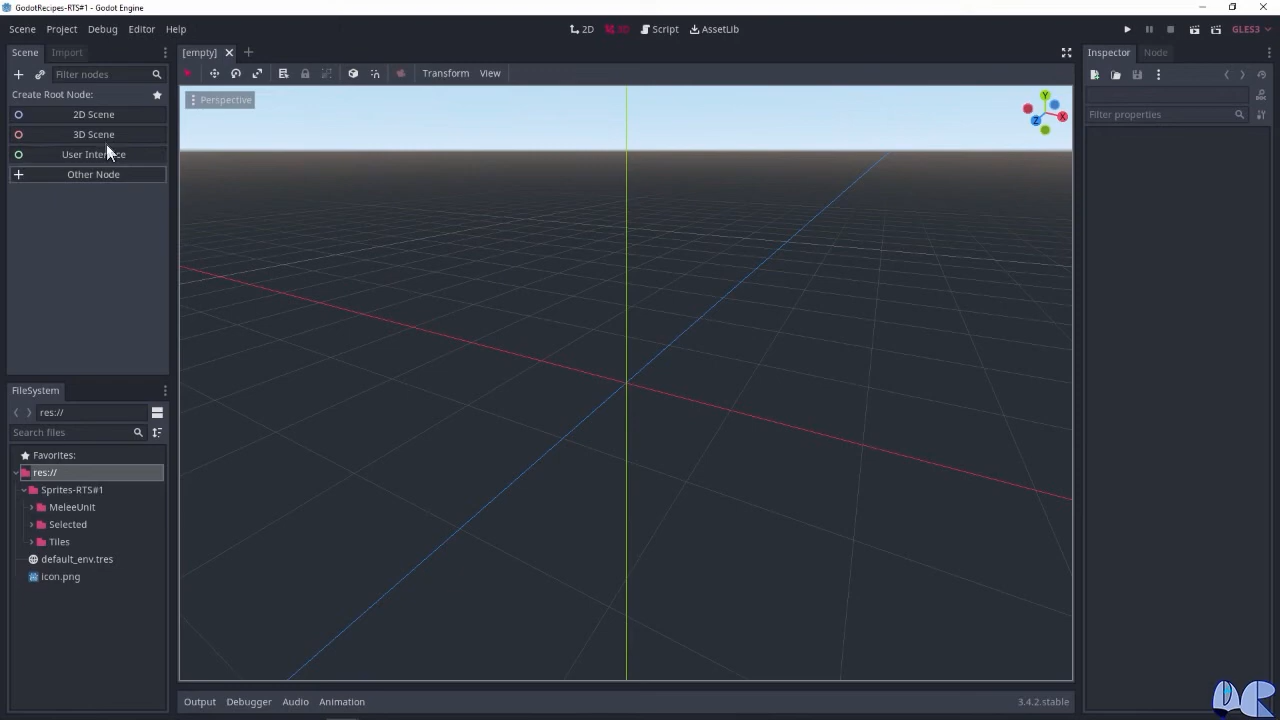 GodotRecipes-RTS#1 - Godot Engine
Scene Project Debug Editor Help
2D 3D Script AssetLib
GLES3
Scene Import
[empty]
Inspector Node
Filter nodes
Transform View
Create Root Node:
2D Scene
3D Scene
User Interface
Other Node
Perspective
Y
X
Z
Filter properties
DOC
FileSystem
res://
Search files
Favorites:
res://
Sprites-RTS#1
MeleeUnit
Selected
Tiles
default_env.tres
icon.png
Output Debugger Audio Animation
3.4.2.stable
DR